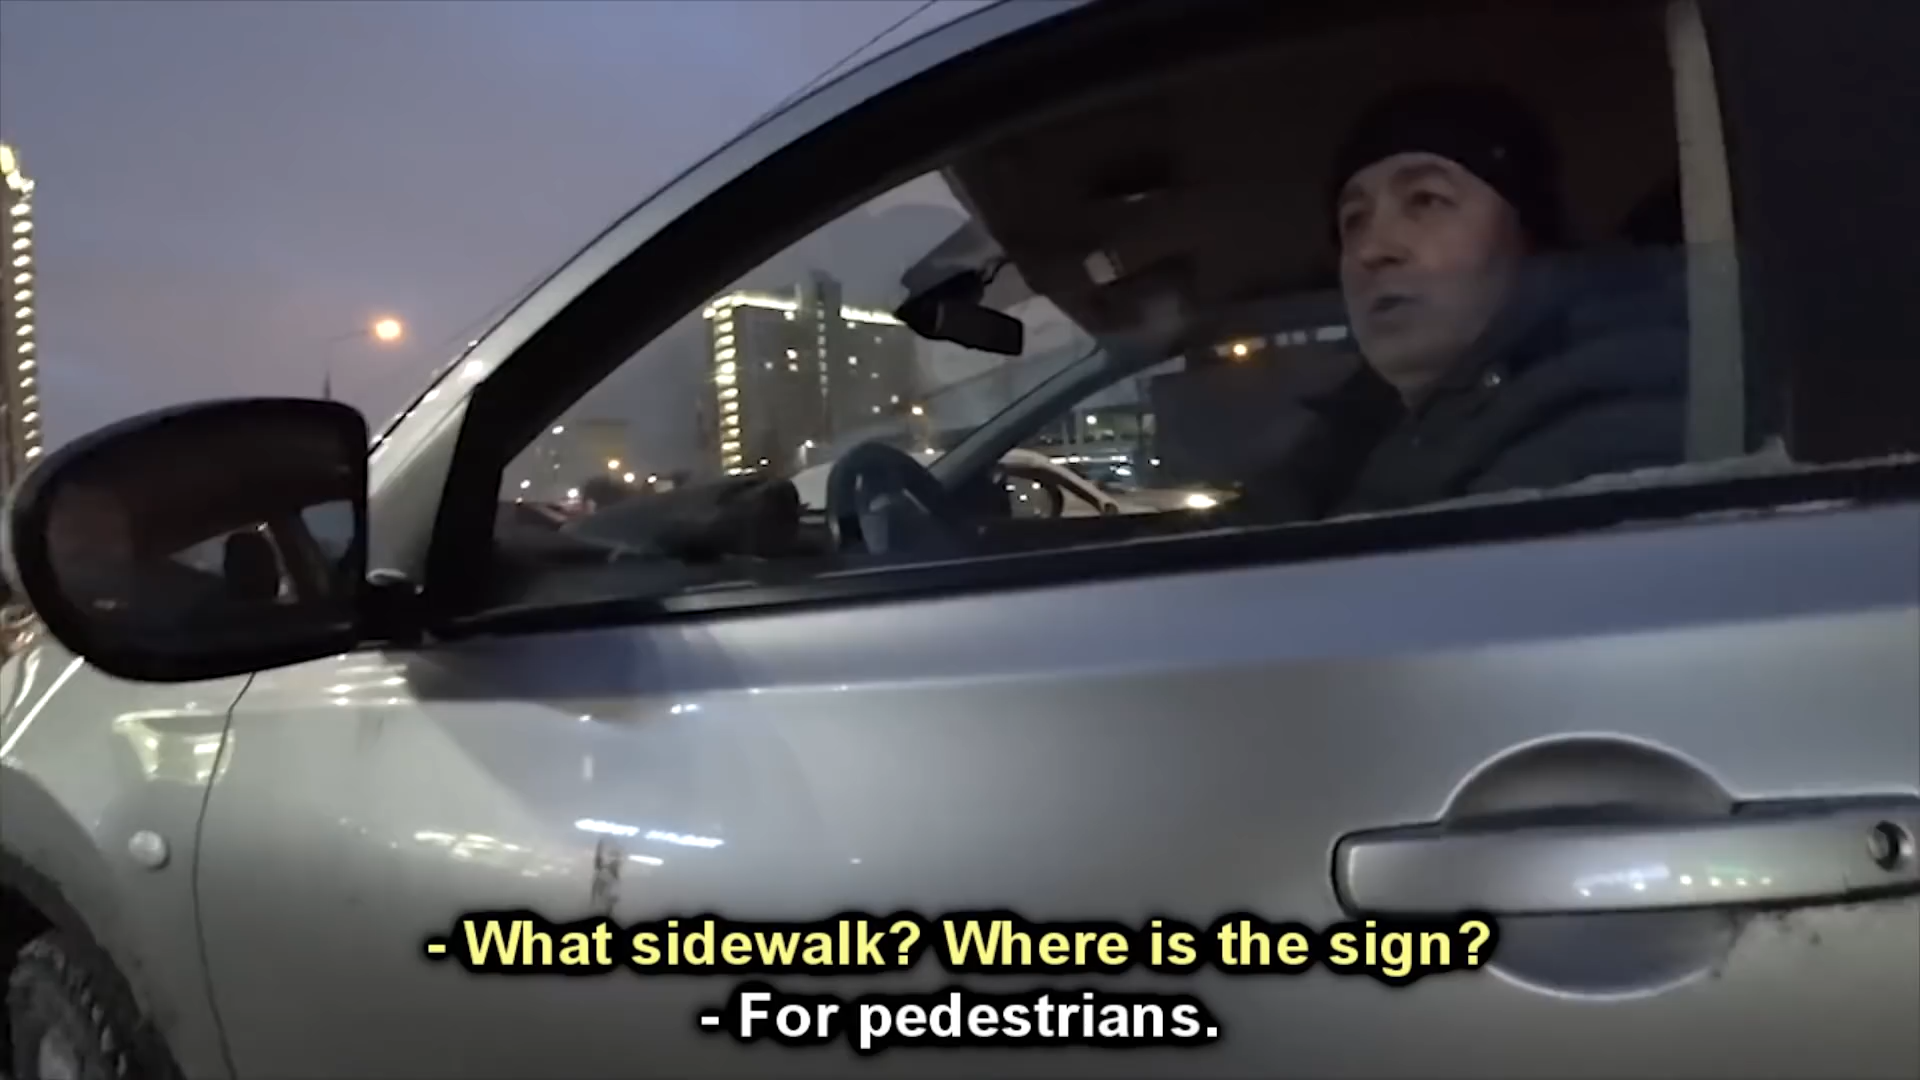 - What sidewalk? Where is the sign?
- For pedestrians.